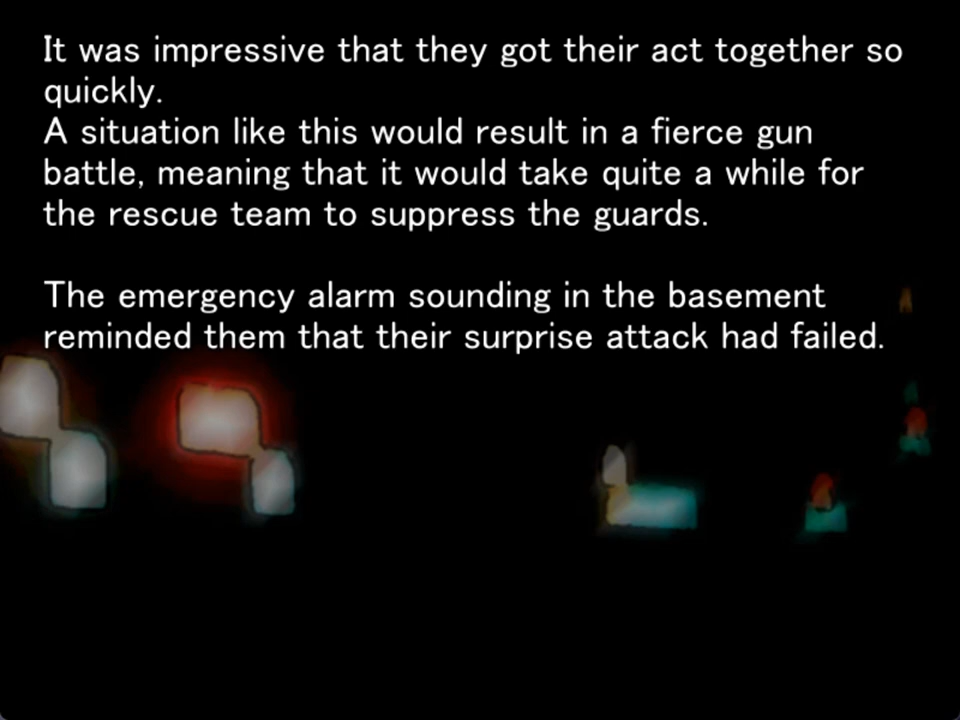 It was impressive that they got their act together so
quickly.
A situation like this would result in a fierce gun
battle, meaning that it would take quite a while for
the rescue team to suppress the guards.
The emergency alarm sounding in the basement
reminded them that their surprise attack had failed.